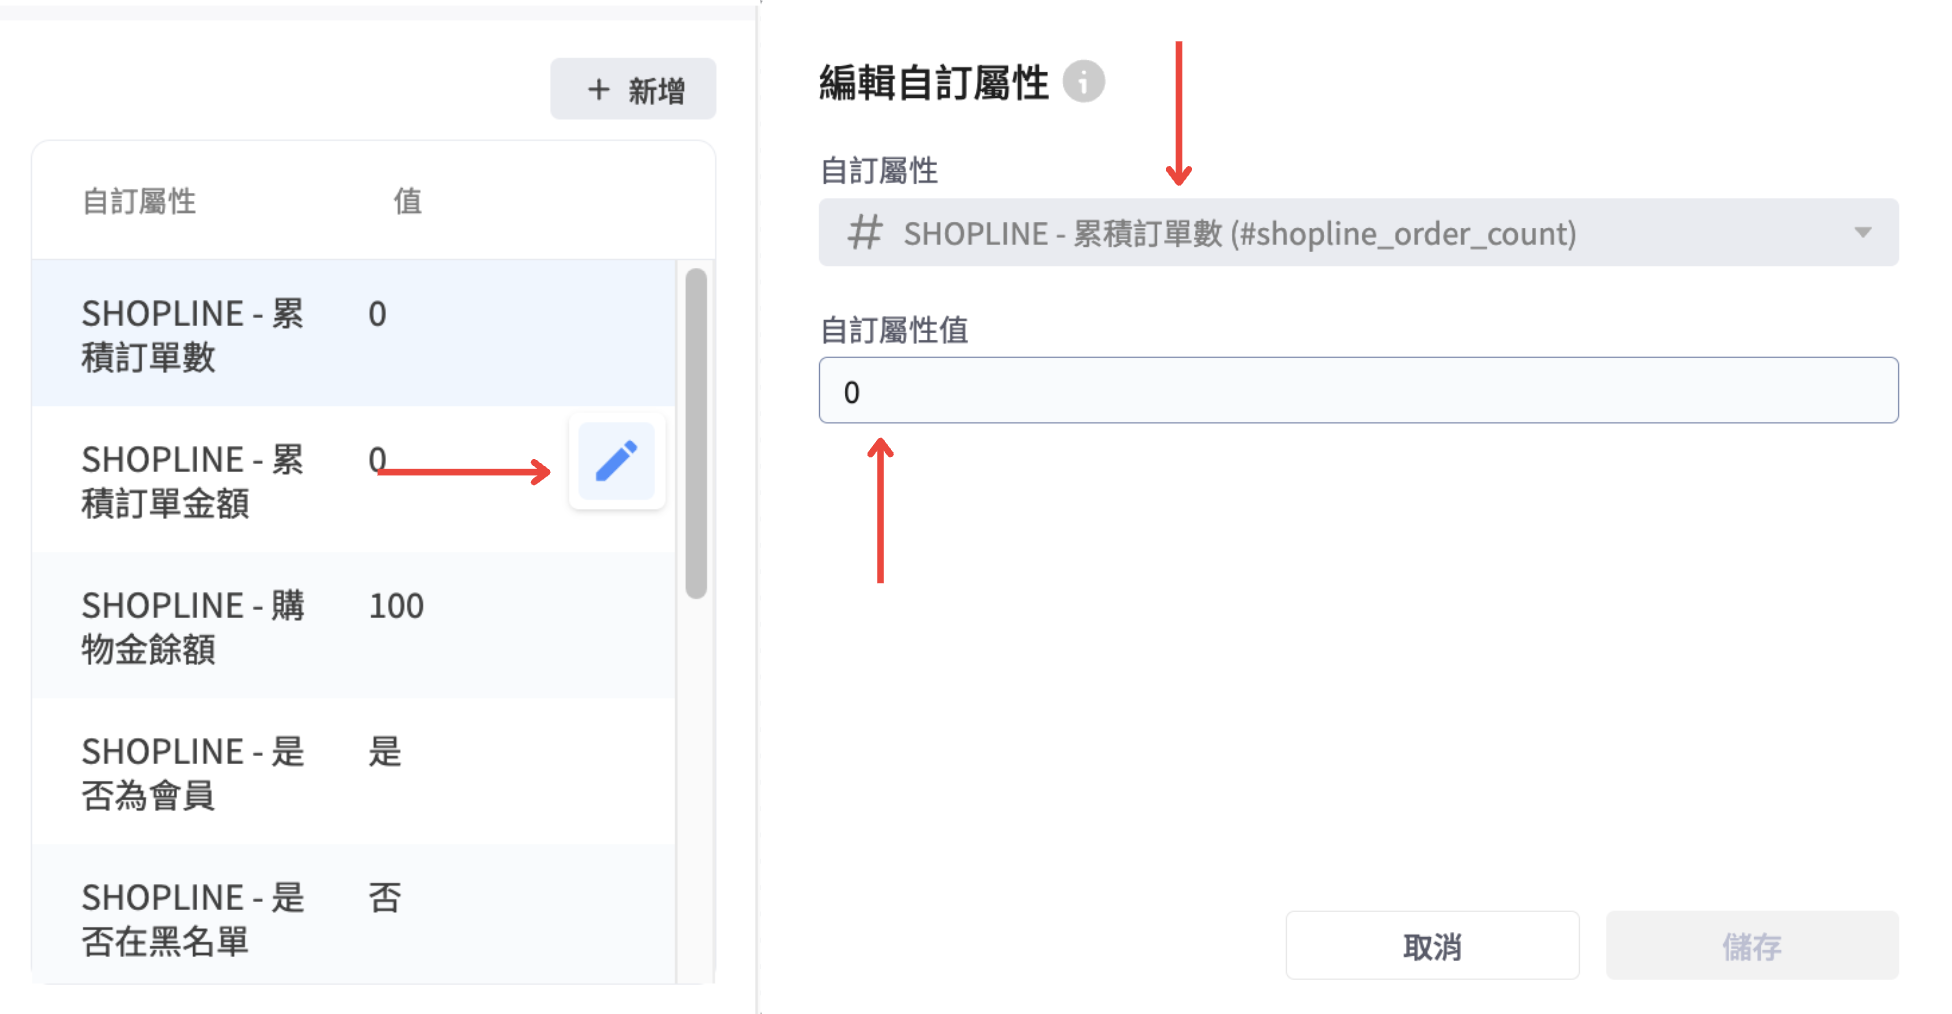 + 新增
自訂屬性 值
SHOPLINE - 累 0
積訂單數
SHOPLINE - 累 0
積訂單金額
SHOPLINE - 購 100
物金餘額
SHOPLINE - 是 是
否為會員
SHOPLINE - 是 否
否在黑名單
編輯自訂屬性 i
自訂屬性
# SHOPLINE - 累積訂單數 (#shopline_order_count)
自訂屬性值
0
取消 儲存